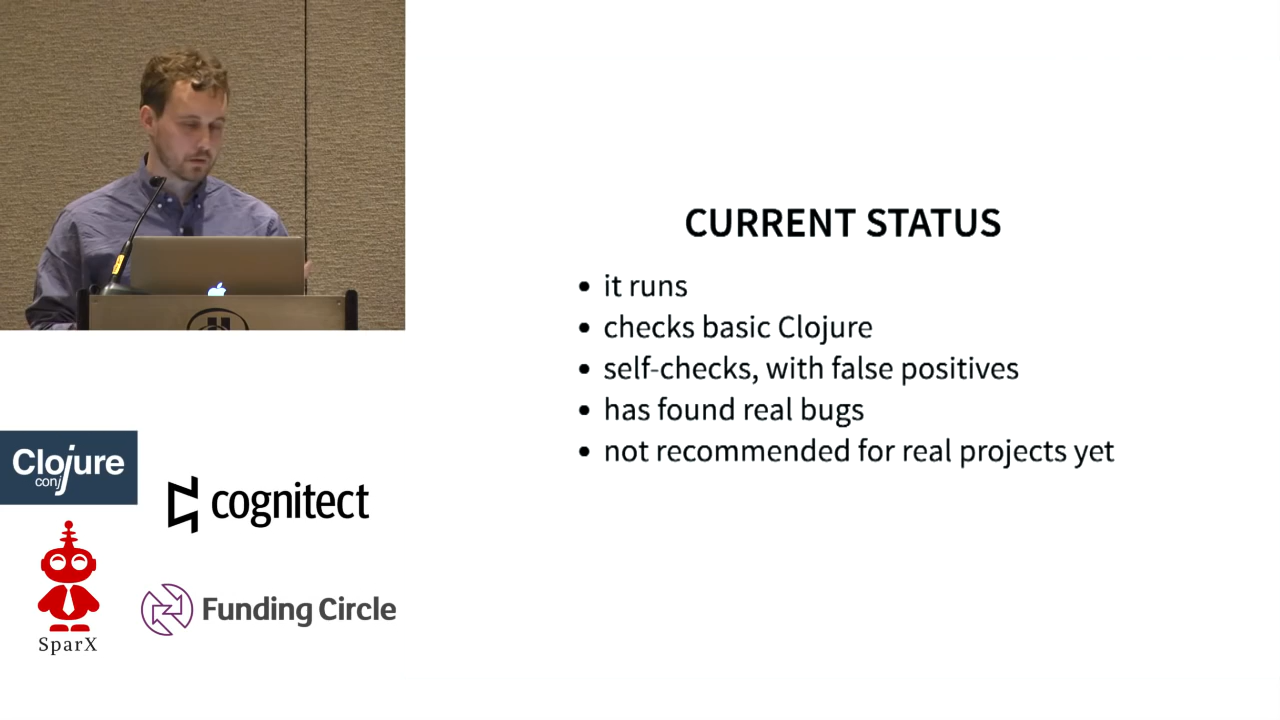 CURRENT STATUS
• it runs
• checks basic Clojure
• self-checks, with false positives
• has found real bugs
• not recommended for real projects yet
Clojure
conj
cognitect
SparX
Funding Circle